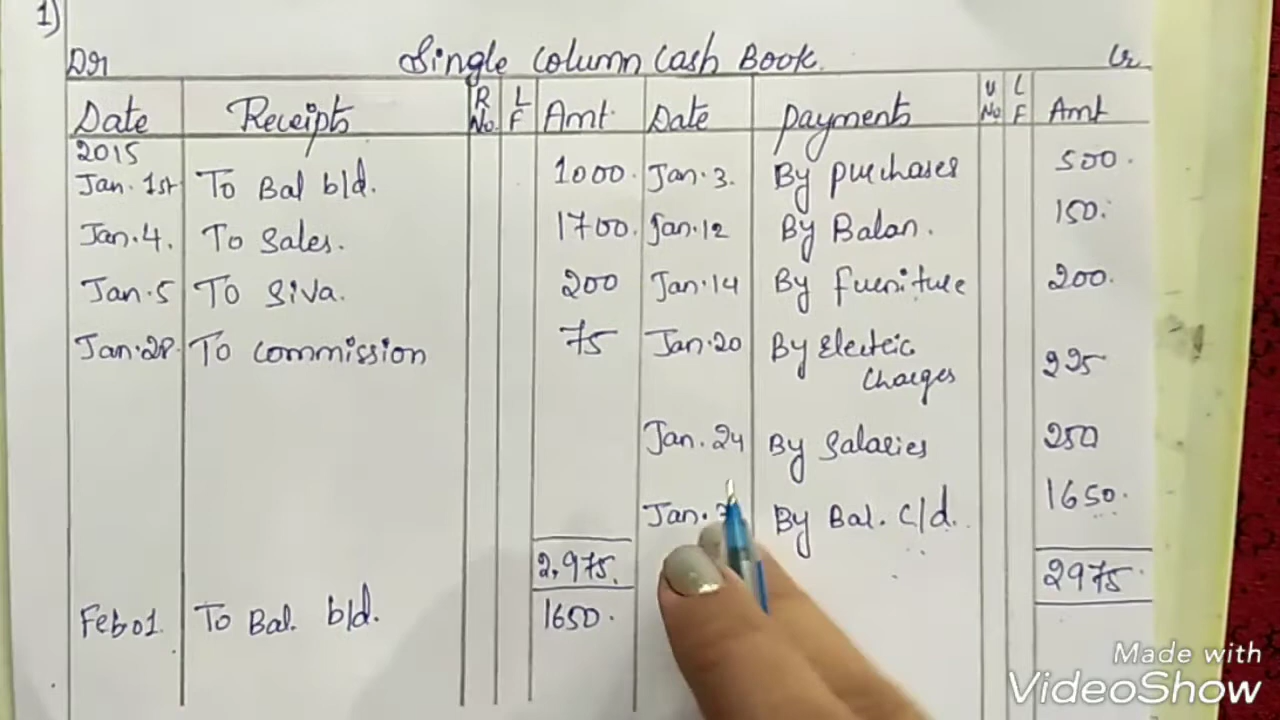 1)
Dr Single Column Cash Book. Cr
Date Receipts R No. L F Amt. Date Payments V No L F Amt
2015
Jan. 1st To Bal b/d. 1000. Jan. 3. By purchases 500.
Jan. 4. To Sales. 1700. Jan. 12 By Balan. 150.
Jan. 5 To Siva. 200 Jan. 14 By Furniture 200.
Jan. 28. To commission 75 Jan. 20 By Electric
Charges 225
Jan. 24 By Salaries 250
Jan. By Bal. c/d. 1650.
2,975. 2975.
Feb 01. To Bal. b/d. 1650.
Made with
VideoShow